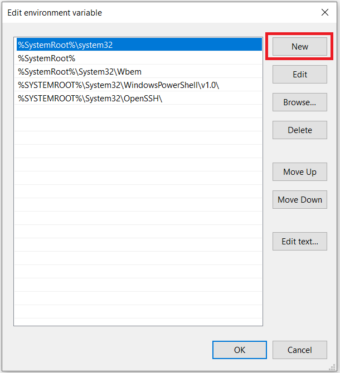 Edit environment variable
%SystemRoot%\system32
%SystemRoot%
%SystemRoot%\System32\Wbem
%SYSTEMROOT%\System32\WindowsPowerShell\v1.0\
%SYSTEMROOT%\System32\OpenSSH\
New
Edit
Browse...
Delete
Move Up
Move Down
Edit text...
OK
Cancel